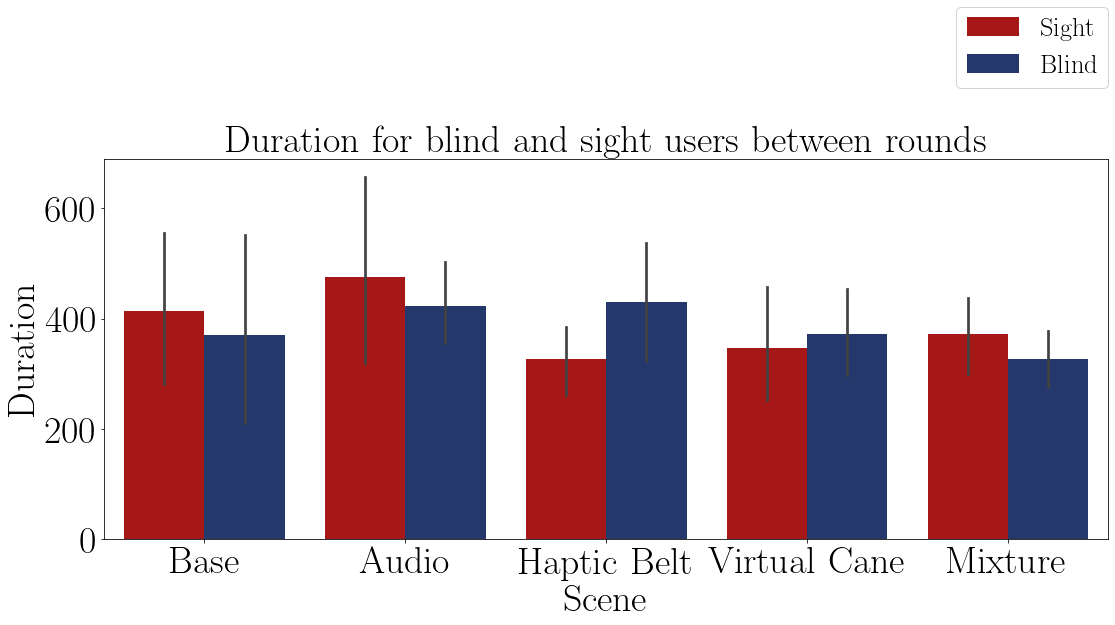 Sight
Blind
Duration for blind and sight users between rounds
Duration
600
400
200
0
Base Audio Haptic Belt Virtual Cane Mixture
Scene